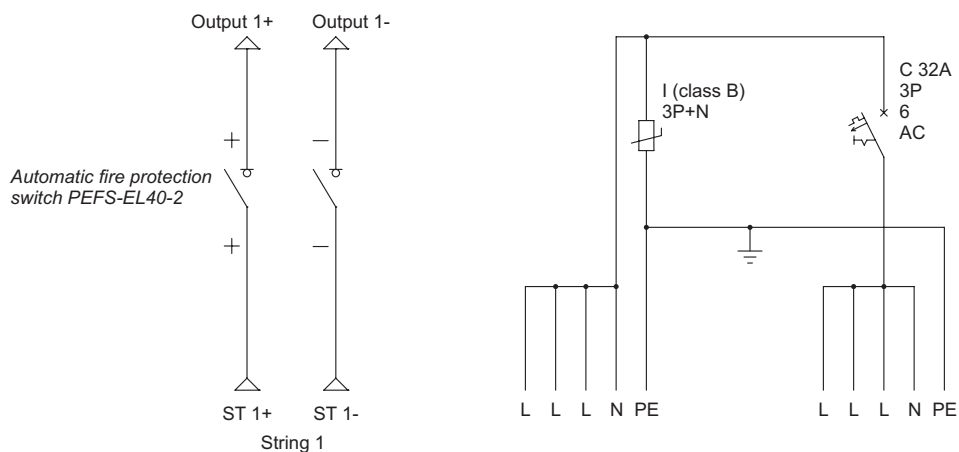 Output 1+
Output 1-
+
−
Automatic fire protection
switch PEFS-EL40-2
+
−
ST 1+
ST 1-
String 1
I (class B)
3P+N
C 32A
3P
6
AC
L L L N PE
L L L N PE